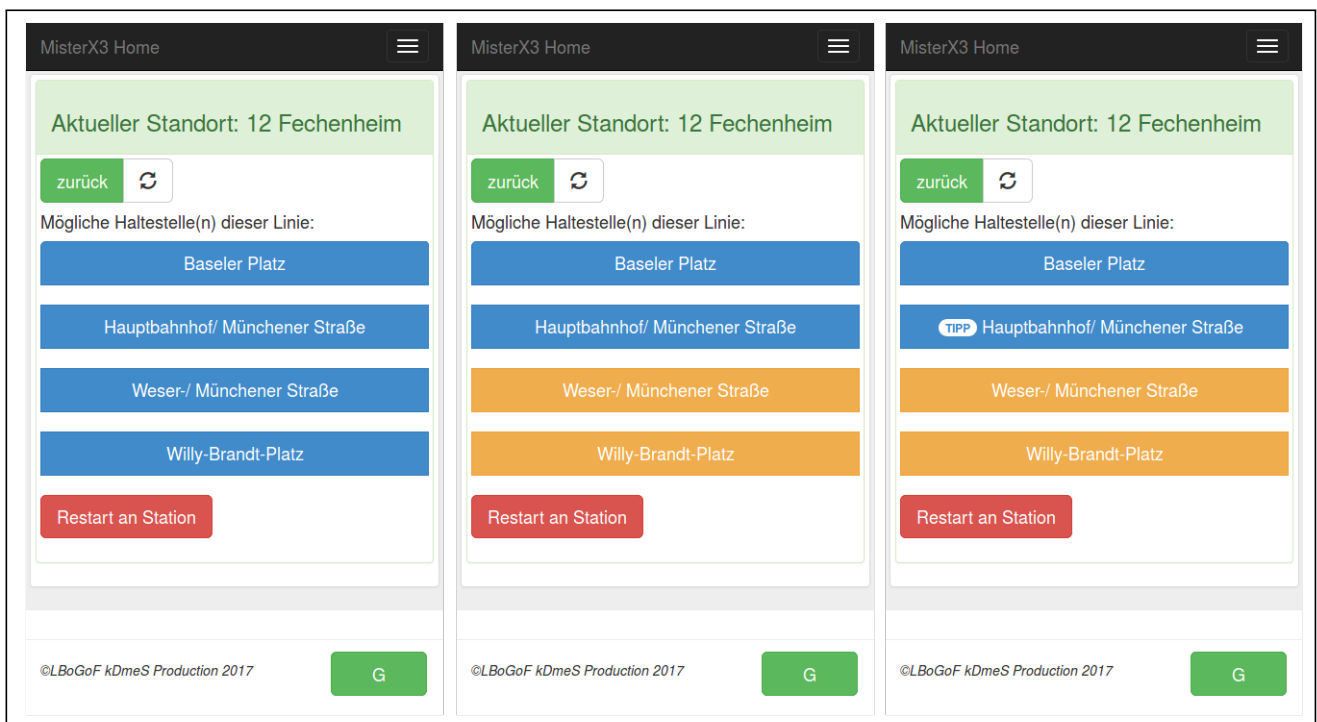 MisterX3 Home
Aktueller Standort: 12 Fechenheim
zurück
Mögliche Haltestelle(n) dieser Linie:
Baseler Platz
Hauptbahnhof/ Münchener Straße
Weser-/ Münchener Straße
Willy-Brandt-Platz
Restart an Station
©LBoGoF kDmeS Production 2017
G
MisterX3 Home
Aktueller Standort: 12 Fechenheim
zurück
Mögliche Haltestelle(n) dieser Linie:
Baseler Platz
Hauptbahnhof/ Münchener Straße
Weser-/ Münchener Straße
Willy-Brandt-Platz
Restart an Station
©LBoGoF kDmeS Production 2017
G
MisterX3 Home
Aktueller Standort: 12 Fechenheim
zurück
Mögliche Haltestelle(n) dieser Linie:
Baseler Platz
TIPP Hauptbahnhof/ Münchener Straße
Weser-/ Münchener Straße
Willy-Brandt-Platz
Restart an Station
©LBoGoF kDmeS Production 2017
G